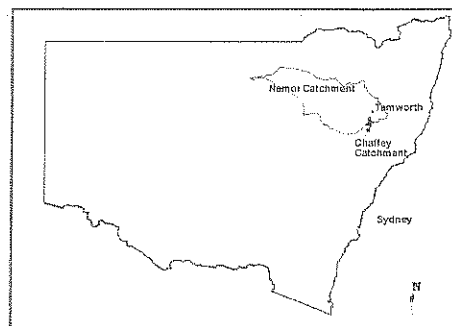 Namoi Catchment
Tamworth
Chaffey
Catchment
Sydney
N